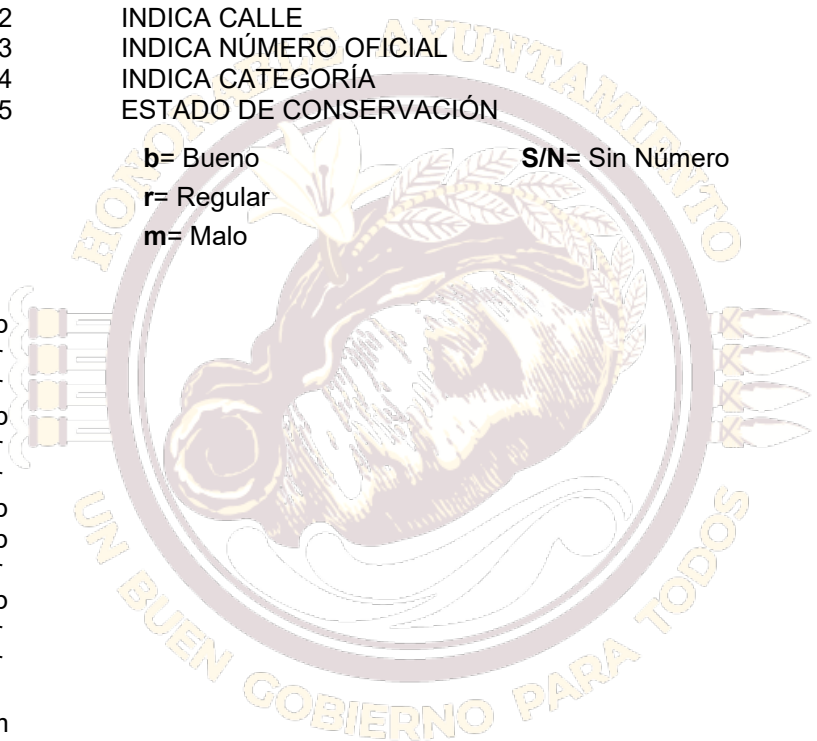 2 INDICA CALLE
3 INDICA NÚMERO OFICIAL
4 INDICA CATEGORÍA
5 ESTADO DE CONSERVACIÓN
b= Bueno S/N= Sin Número
r= Regular
m= Malo
HONORABLE AYUNTAMIENTO
UN BUEN GOBIERNO PARA TODOS